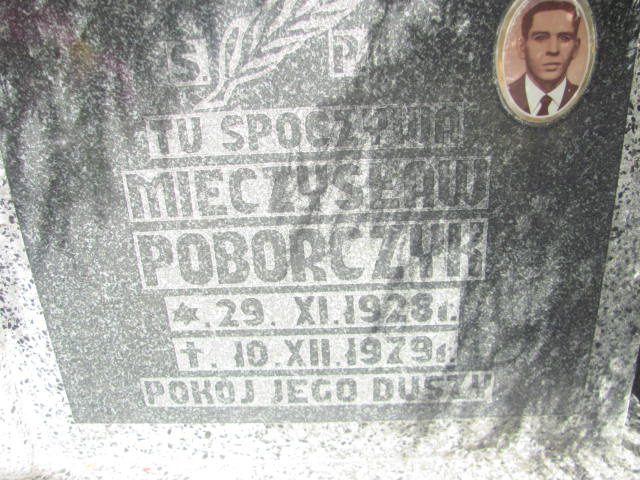 S. P.
TU SPOCZYWA
MIECZYSŁAW
POBORCZYK
*. 29. XI. 1928 r.
†. 10. XII. 1979 r.
POKÓJ JEGO DUSZY